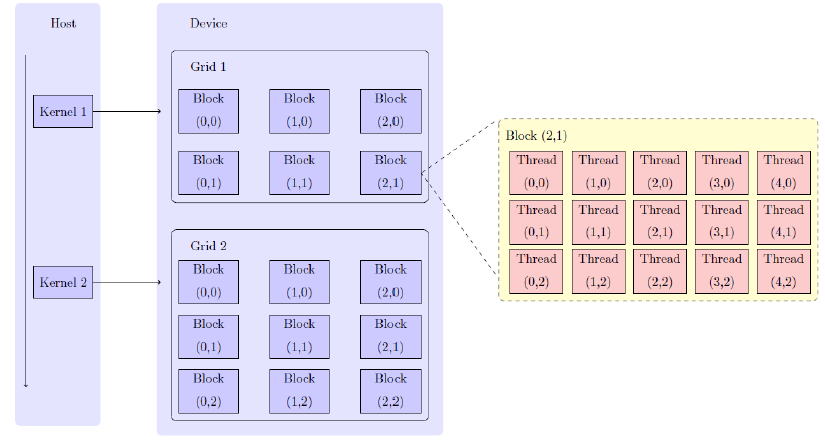 Host
Device
Grid 1
Kernel 1
Block
(0,0)
Block
(1,0)
Block
(2,0)
Block
(0,1)
Block
(1,1)
Block
(2,1)
Block (2,1)
Thread
(0,0)
Thread
(1,0)
Thread
(2,0)
Thread
(3,0)
Thread
(4,0)
Thread
(0,1)
Thread
(1,1)
Thread
(2,1)
Thread
(3,1)
Thread
(4,1)
Thread
(0,2)
Thread
(1,2)
Thread
(2,2)
Thread
(3,2)
Thread
(4,2)
Grid 2
Kernel 2
Block
(0,0)
Block
(1,0)
Block
(2,0)
Block
(0,1)
Block
(1,1)
Block
(2,1)
Block
(0,2)
Block
(1,2)
Block
(2,2)